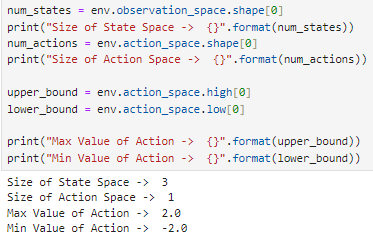 num_states = env.observation_space.shape[0]
print("Size of State Space ->  {}".format(num_states))
num_actions = env.action_space.shape[0]
print("Size of Action Space ->  {}".format(num_actions))
upper_bound = env.action_space.high[0]
lower_bound = env.action_space.low[0]
print("Max Value of Action ->  {}".format(upper_bound))
print("Min Value of Action ->  {}".format(lower_bound))
Size of State Space ->  3
Size of Action Space ->  1
Max Value of Action ->  2.0
Min Value of Action ->  -2.0